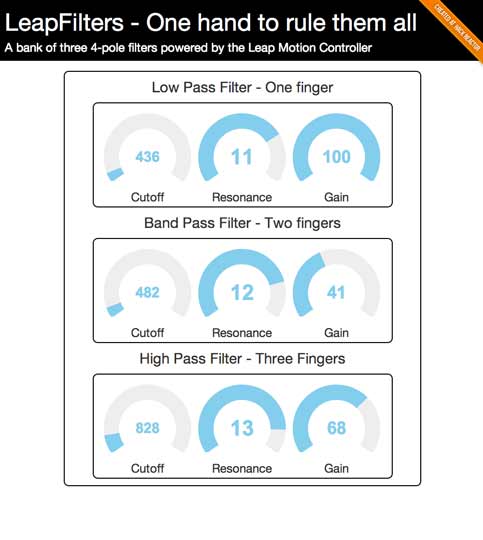 LeapFilters - One hand to rule them all
CREATED AT HACK REACTOR
A bank of three 4-pole filters powered by the Leap Motion Controller
Low Pass Filter - One finger
436 11 100
Cutoff Resonance Gain
Band Pass Filter - Two fingers
482 12 41
Cutoff Resonance Gain
High Pass Filter - Three Fingers
828 13 68
Cutoff Resonance Gain